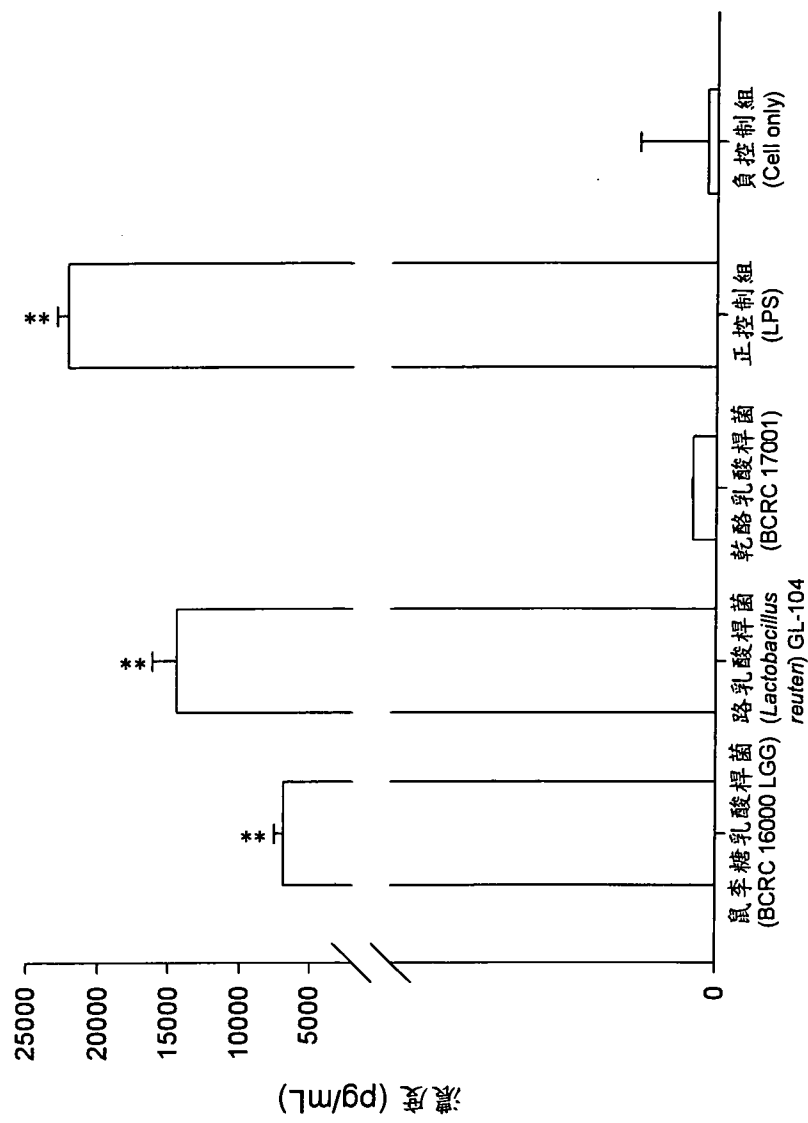 濃度 (pg/mL)
25000
20000
15000
10000
5000
0
**
**
**
鼠李糖乳酸桿菌
(BCRC 16000 LGG)
路乳酸桿菌
(Lactobacillus
reuteri) GL-104
乾酪乳酸桿菌
(BCRC 17001)
正控制組
(LPS)
負控制組
(Cell only)